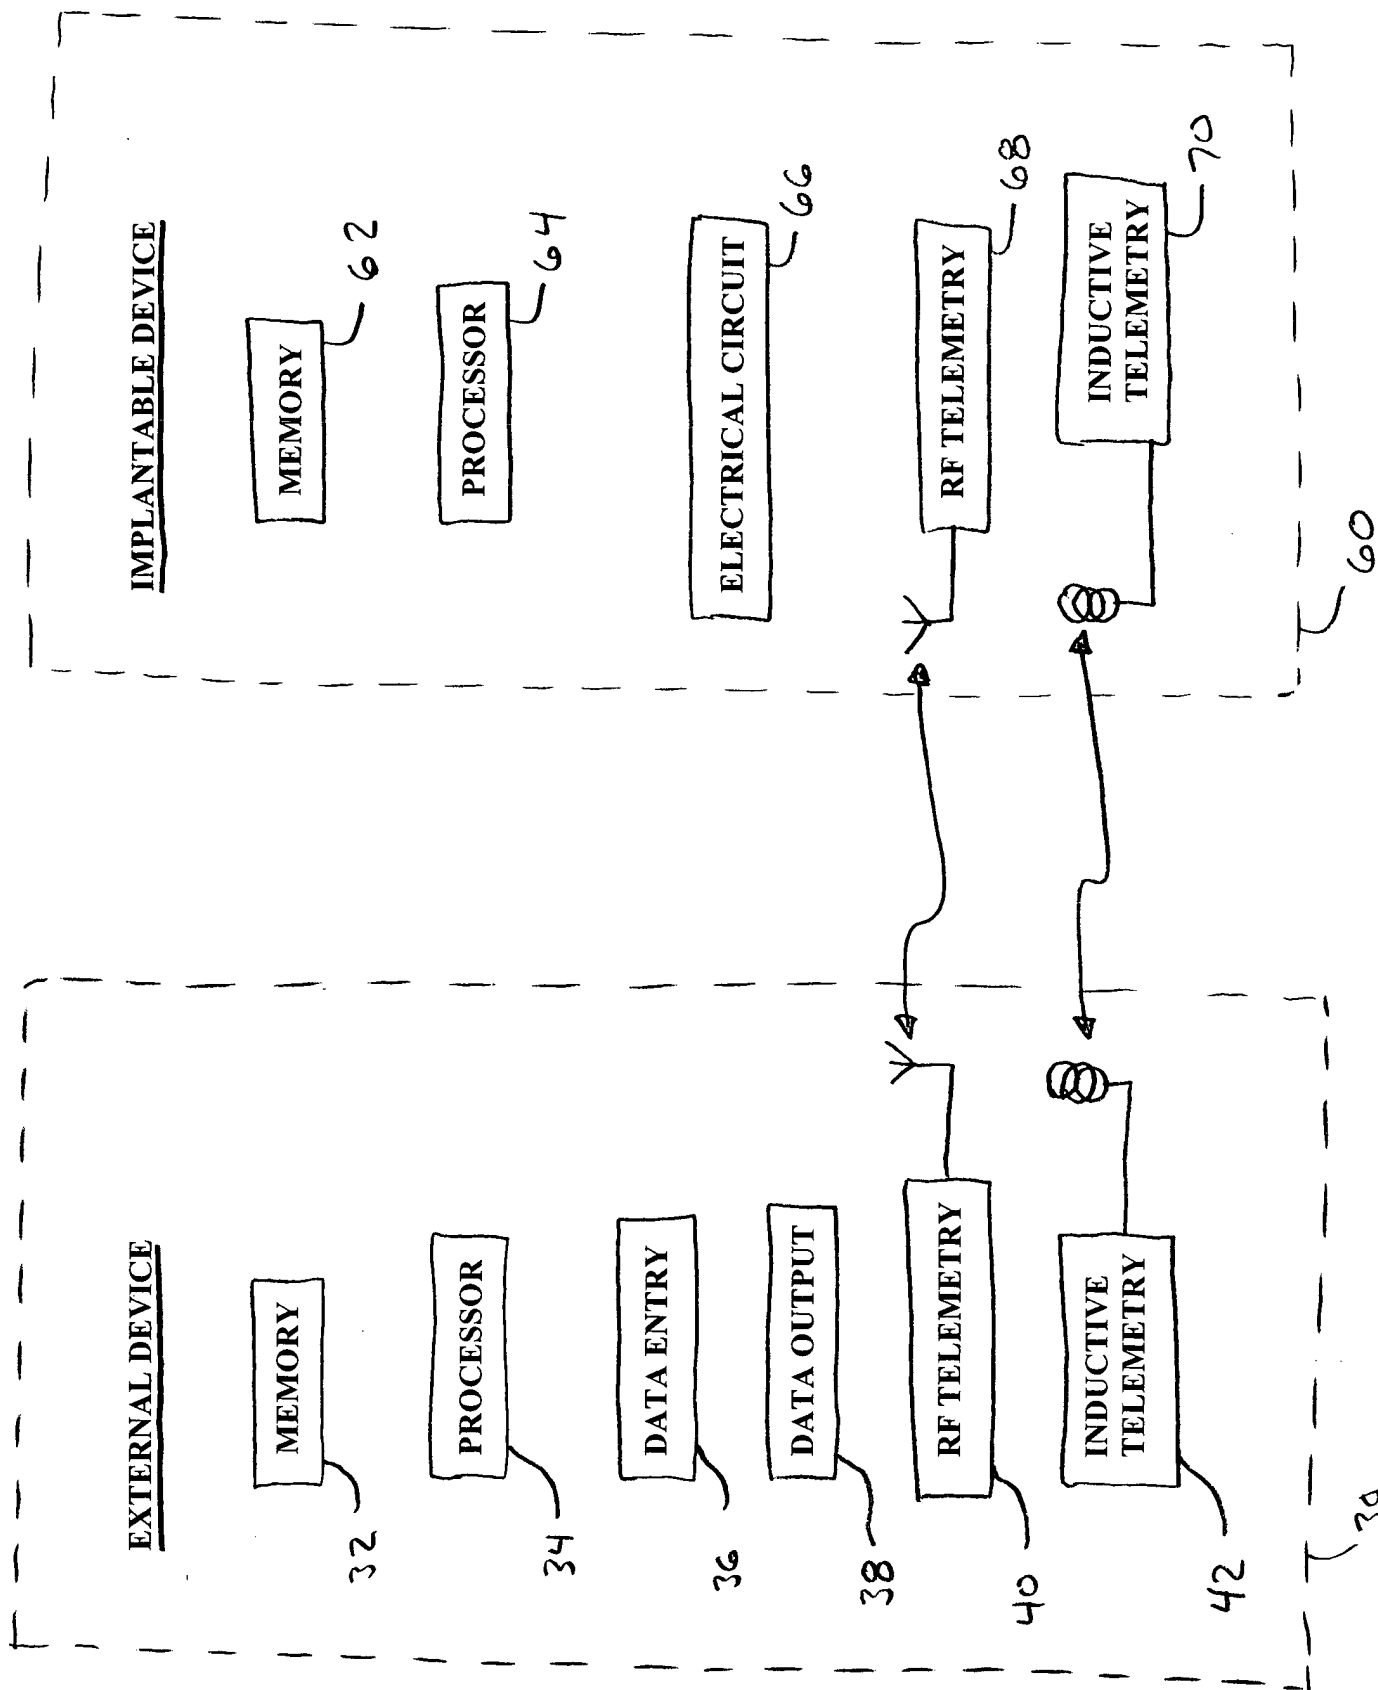 EXTERNAL DEVICE
MEMORY
32
PROCESSOR
34
DATA ENTRY
36
DATA OUTPUT
38
RF TELEMETRY
40
INDUCTIVE
TELEMETRY
42
30
IMPLANTABLE DEVICE
MEMORY
62
PROCESSOR
64
ELECTRICAL CIRCUIT
66
RF TELEMETRY
68
INDUCTIVE
TELEMETRY
70
60